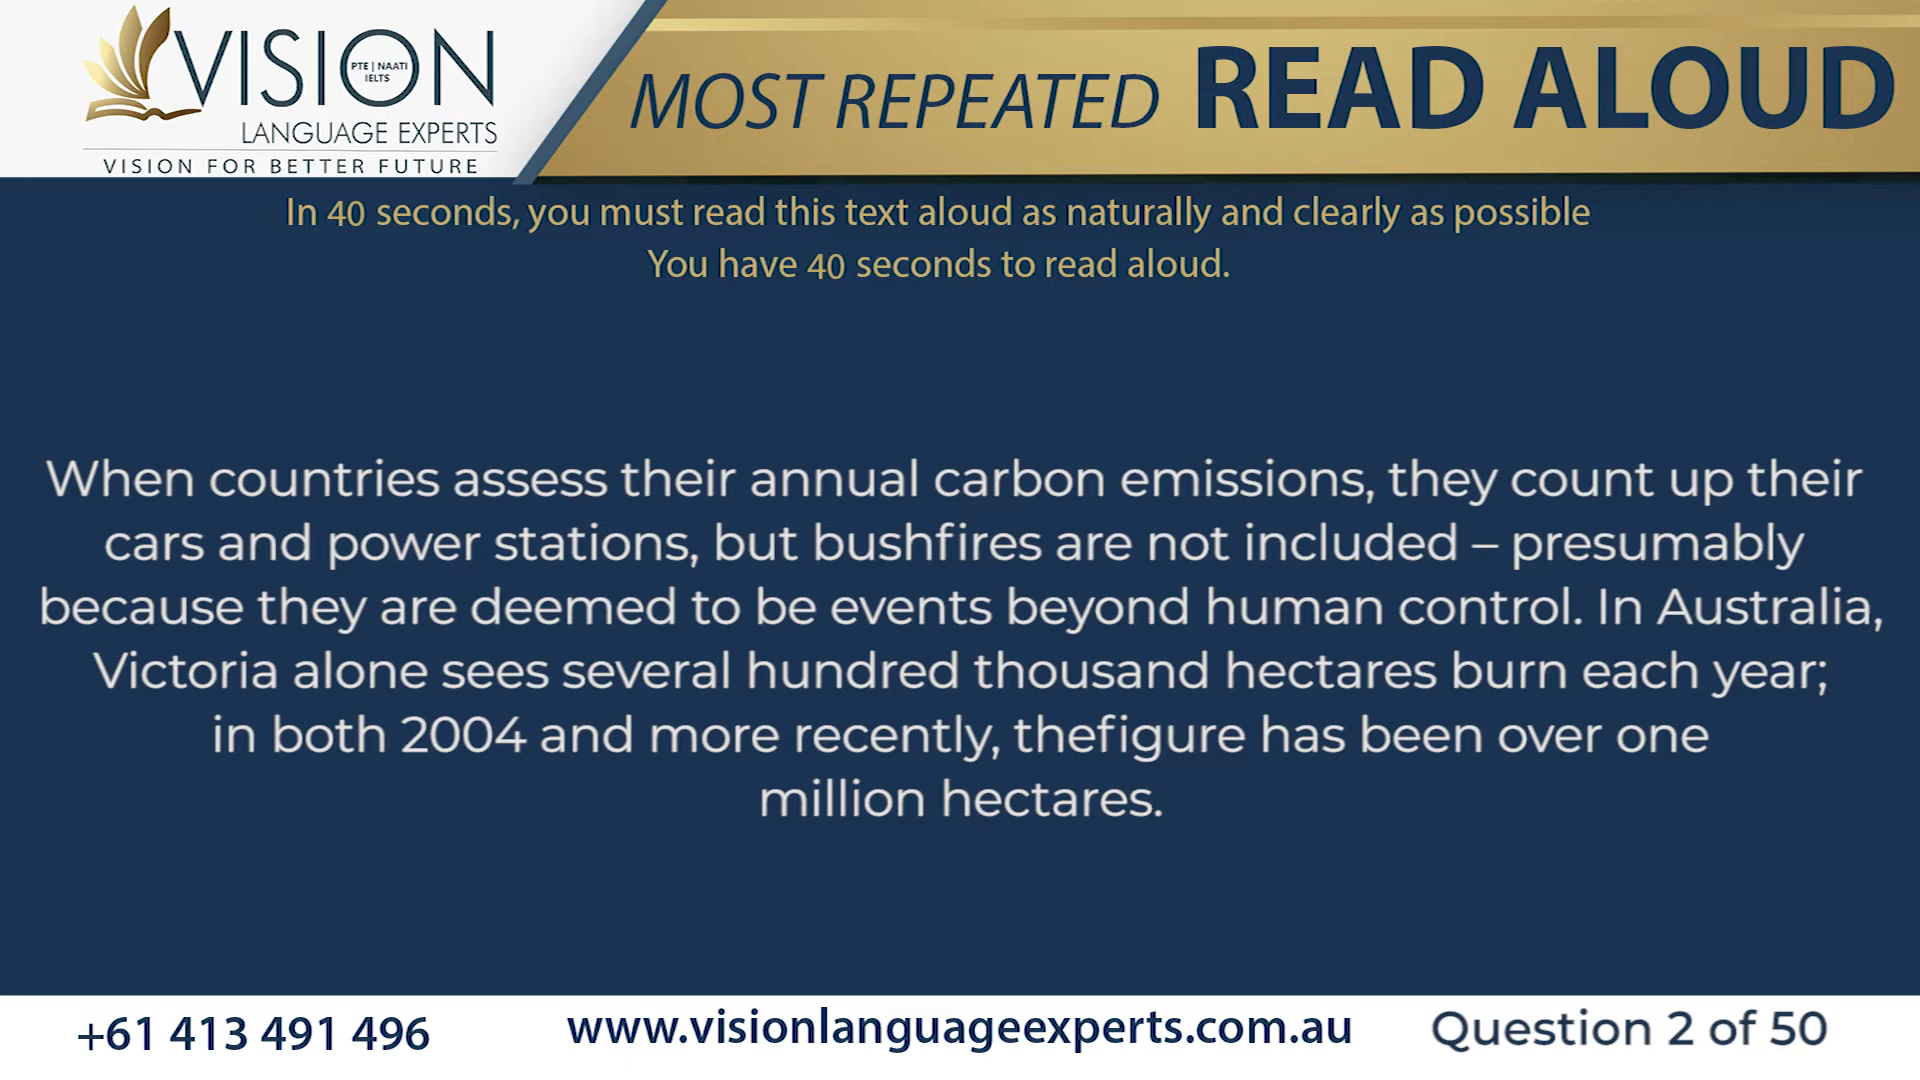 VISION
PTE | NAATI
IELTS
LANGUAGE EXPERTS
VISION FOR BETTER FUTURE
MOST REPEATED READ ALOUD
In 40 seconds, you must read this text aloud as naturally and clearly as possible
You have 40 seconds to read aloud.
When countries assess their annual carbon emissions, they count up their
cars and power stations, but bushfires are not included – presumably
because they are deemed to be events beyond human control. In Australia,
Victoria alone sees several hundred thousand hectares burn each year;
in both 2004 and more recently, thefigure has been over one
million hectares.
+61 413 491 496
www.visionlanguageexperts.com.au
Question 2 of 50